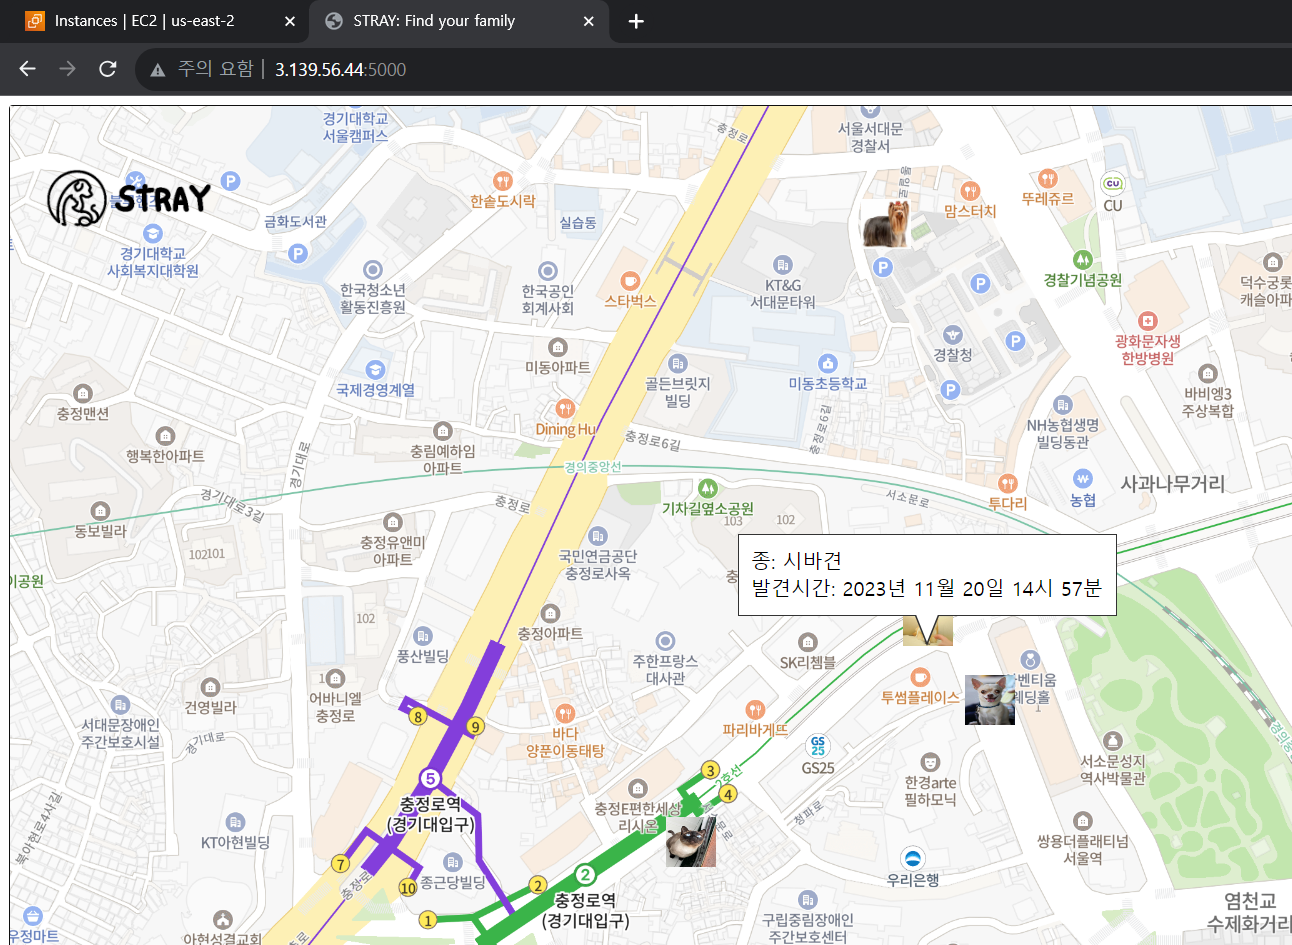 Instances | EC2 | us-east-2
STRAY: Find your family
주의 요함
3.139.56.44:5000
경기대학교
서울캠퍼스
충정로
서울서대문
경찰서
통일로
STRAY
P
한솥도시락
금화도서관
실습동
맘스터치
뚜레쥬르
CU
CU
경기대학교
사회복지대학원
P
한국청소년
활동진흥원
한국공인
회계사회
스타벅스
KT&G
서대문타워
P
P
경찰기념공원
덕수궁롯
캐슬아파
미동아파트
골든브릿지
빌딩
미동초등학교
경찰청
P
광화문자생
한방병원
국제경영계열
P
바비엥3
주상복합
충정맨션
Dining Hu
충정로6길
충정로6길
NH농협생명
빌딩동관
행복한아파트
충림예하임
아파트
경기대로
경의중앙선
경기대로3길
충정로
기차길옆소공원
103
102
서소문로
투다리
농협
사과나무거리
동보빌라
충정유앤미
아파트
102101
국민연금공단
충정로사옥
종: 시바견
발견시간: 2023년 11월 20일 14시 57분
이공원
102
충정아파트
풍산빌딩
주한프랑스
대사관
SK리쳄블
어바니엘
충정로
건영빌라
투썸플레이스
벤티움
웨딩홀
서대문장애인
주간보호시설
경기대로
8
9
바다
양푼이동태탕
파리바게뜨
GS
25
GS25
5
충정로역
(경기대입구)
3
4
2호선
충정E편한세상
리시온
한경arte
필하모닉
서소문성지
역사박물관
북아현로4사길
KT아현빌딩
청파로
쌍용더플래티넘
서울역
7
10
종근당빌딩
충정로
2
2
충정로역
(경기대입구)
1
우리은행
우정마트
아현성결교회
구립중림장애인
주간보호센터
염천교
수제화거리